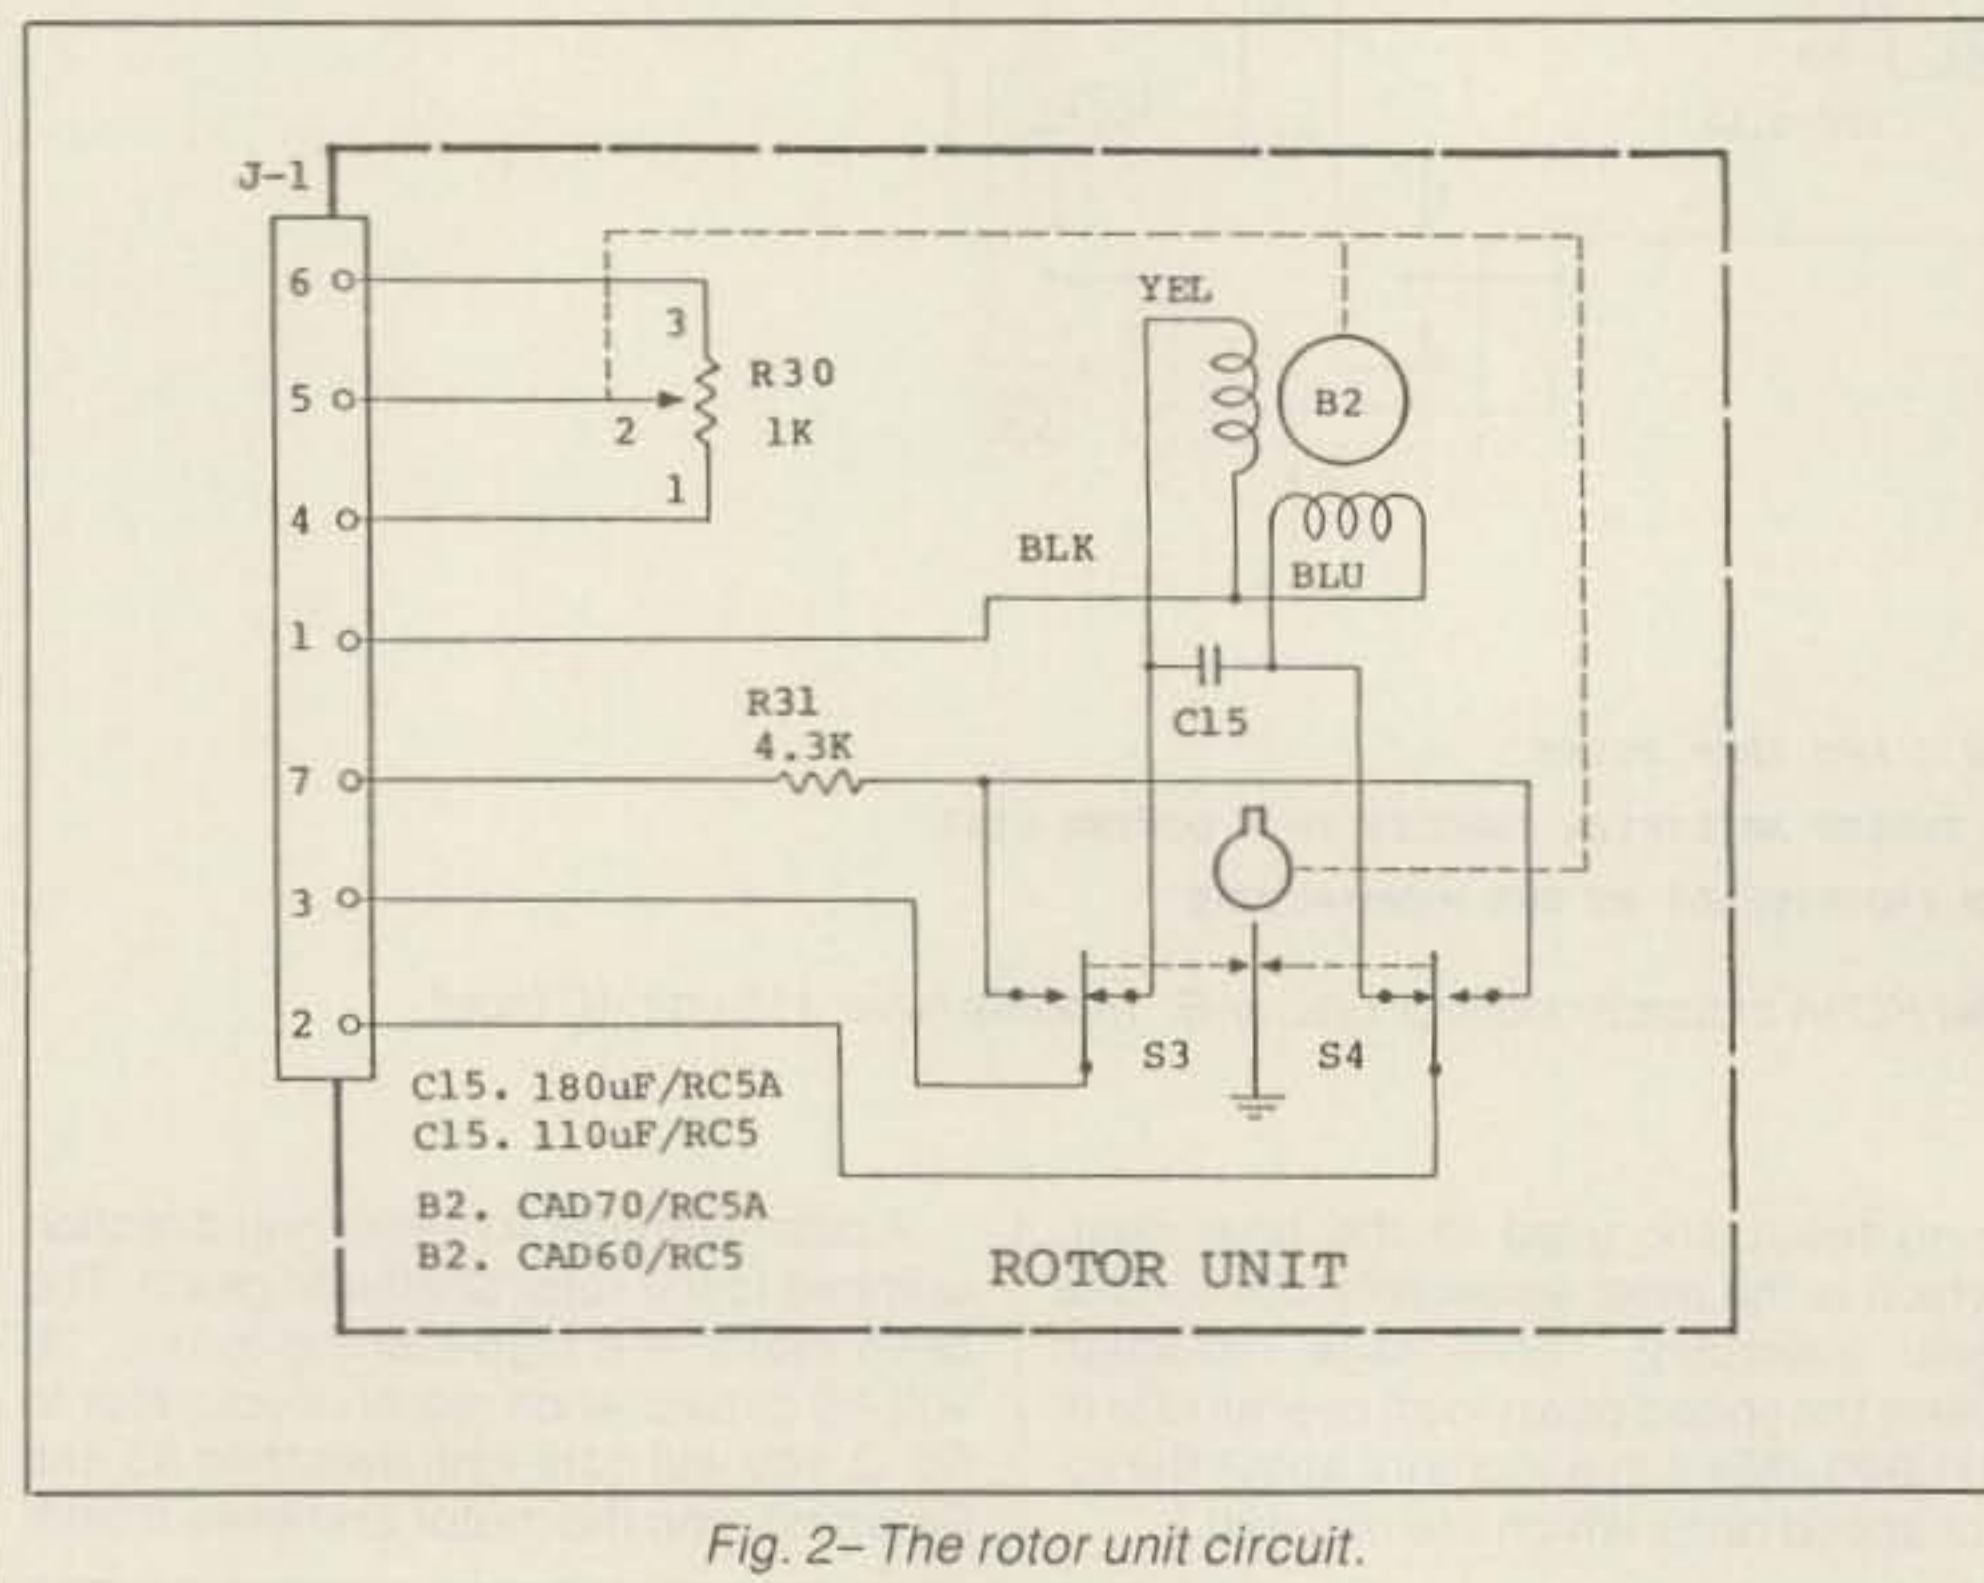 J-1
6
3
R30
5
2
1K
4
1
YEL
B2
BLK
BLU
1
R31
4.3K
C15
7
3
2
S3
S4
C15. 180uF/RC5A
C15. 110uF/RC5
B2. CAD70/RC5A
B2. CAD60/RC5
ROTOR UNIT
Fig. 2– The rotor unit circuit.